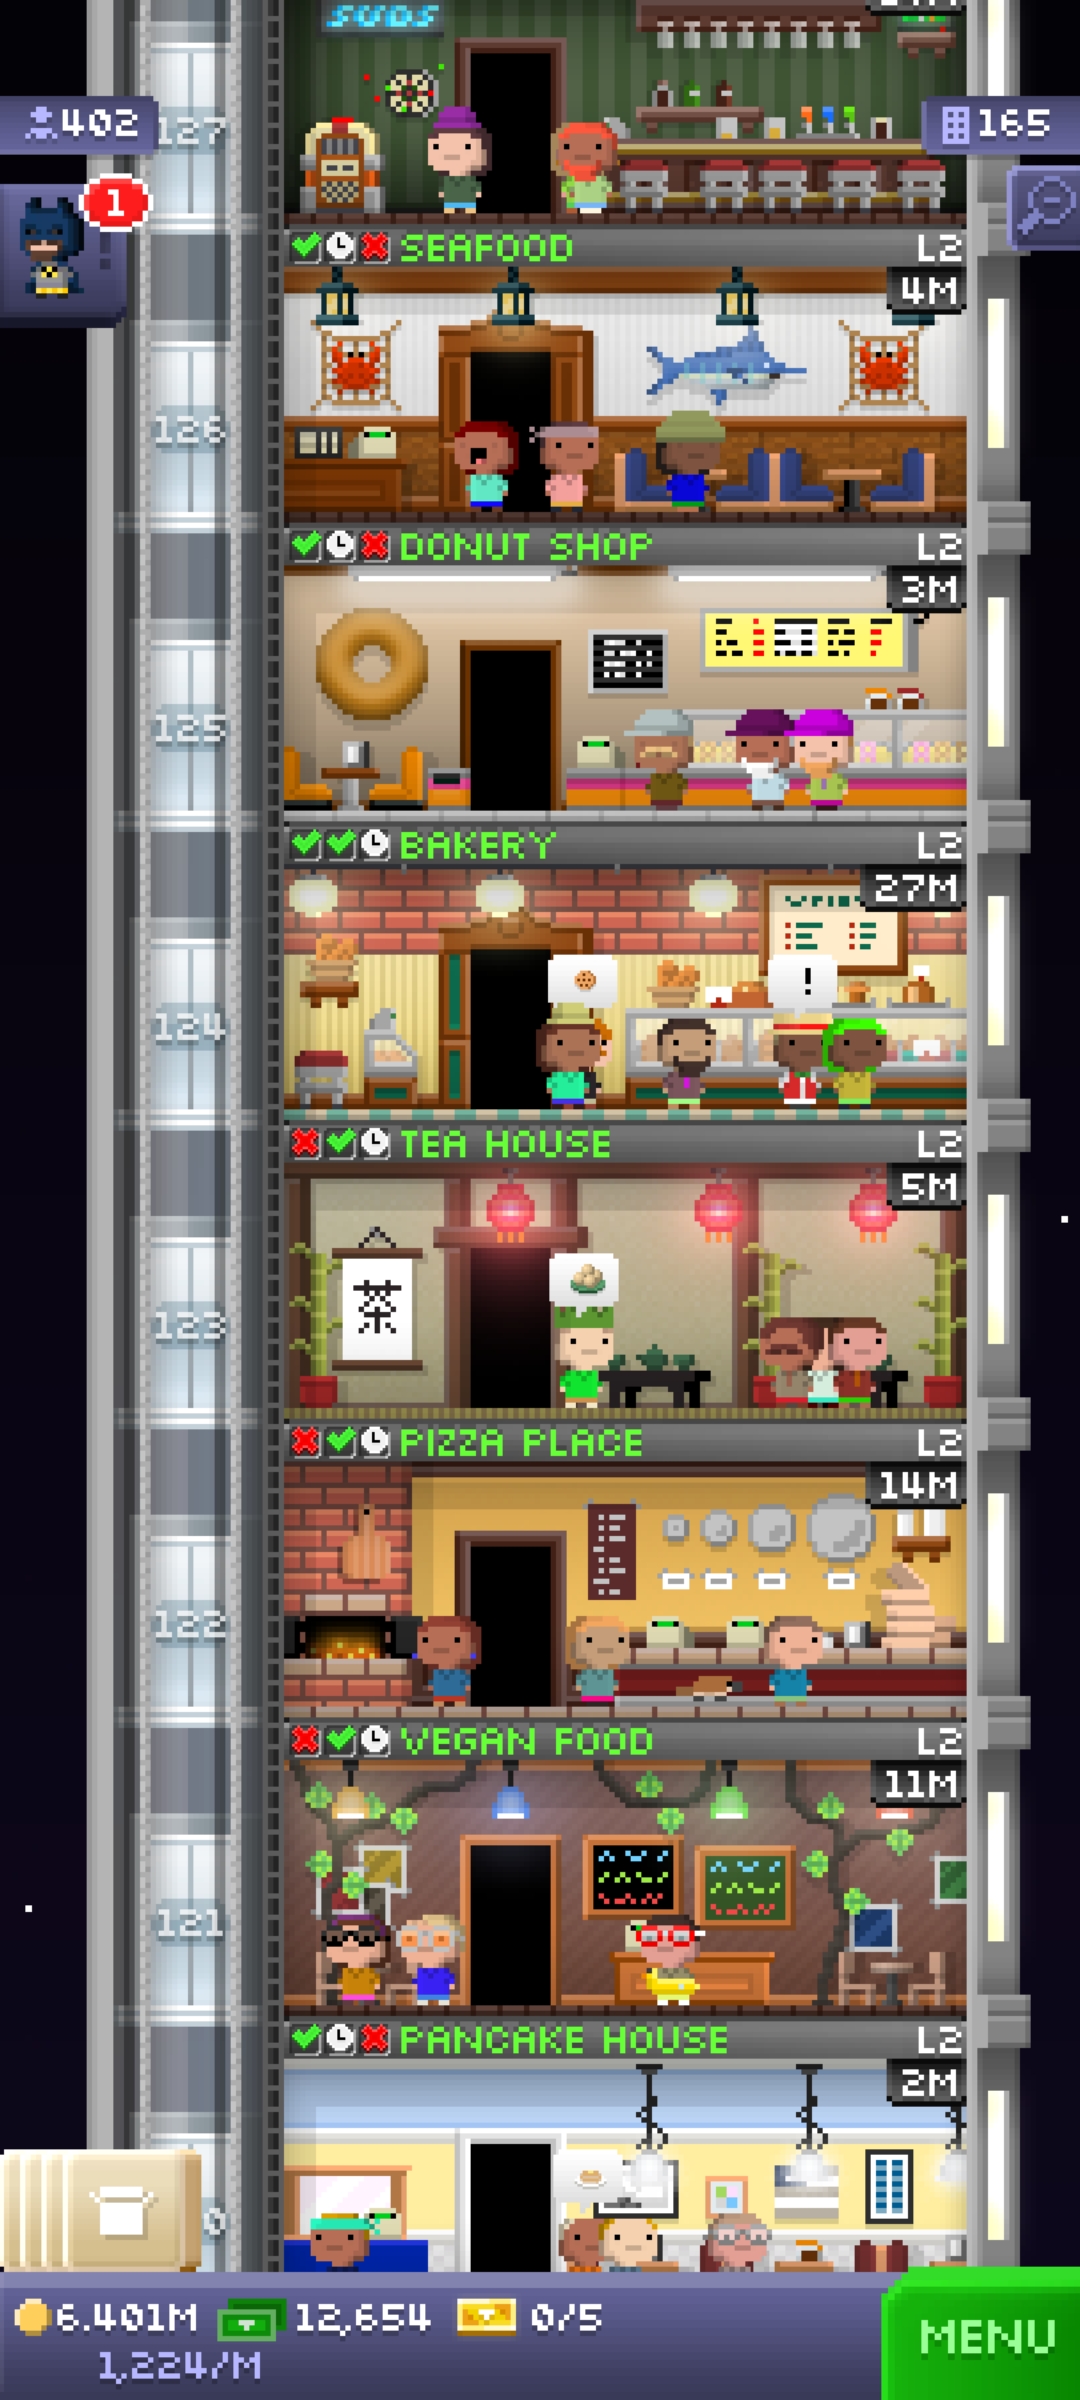 SUDS
402
127
165
1
SEAFOOD L2
4M
126
DONUT SHOP L2
3M
125
BAKERY L2
27M
!
124
TEA HOUSE L2
5M
茶
123
PIZZA PLACE L2
14M
122
VEGAN FOOD L2
11M
121
PANCAKE HOUSE L2
2M
0
6.401M 12,654 0/5
MENU
1,224/M